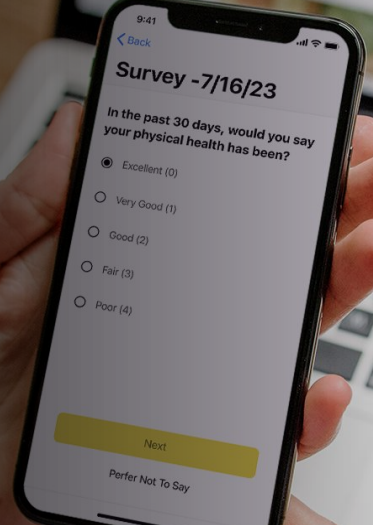 9:41
Back
Survey -7/16/23
In the past 30 days, would you say
your physical health has been?
Excellent (0)
Very Good (1)
Good (2)
Fair (3)
Poor (4)
Next
Perfer Not To Say